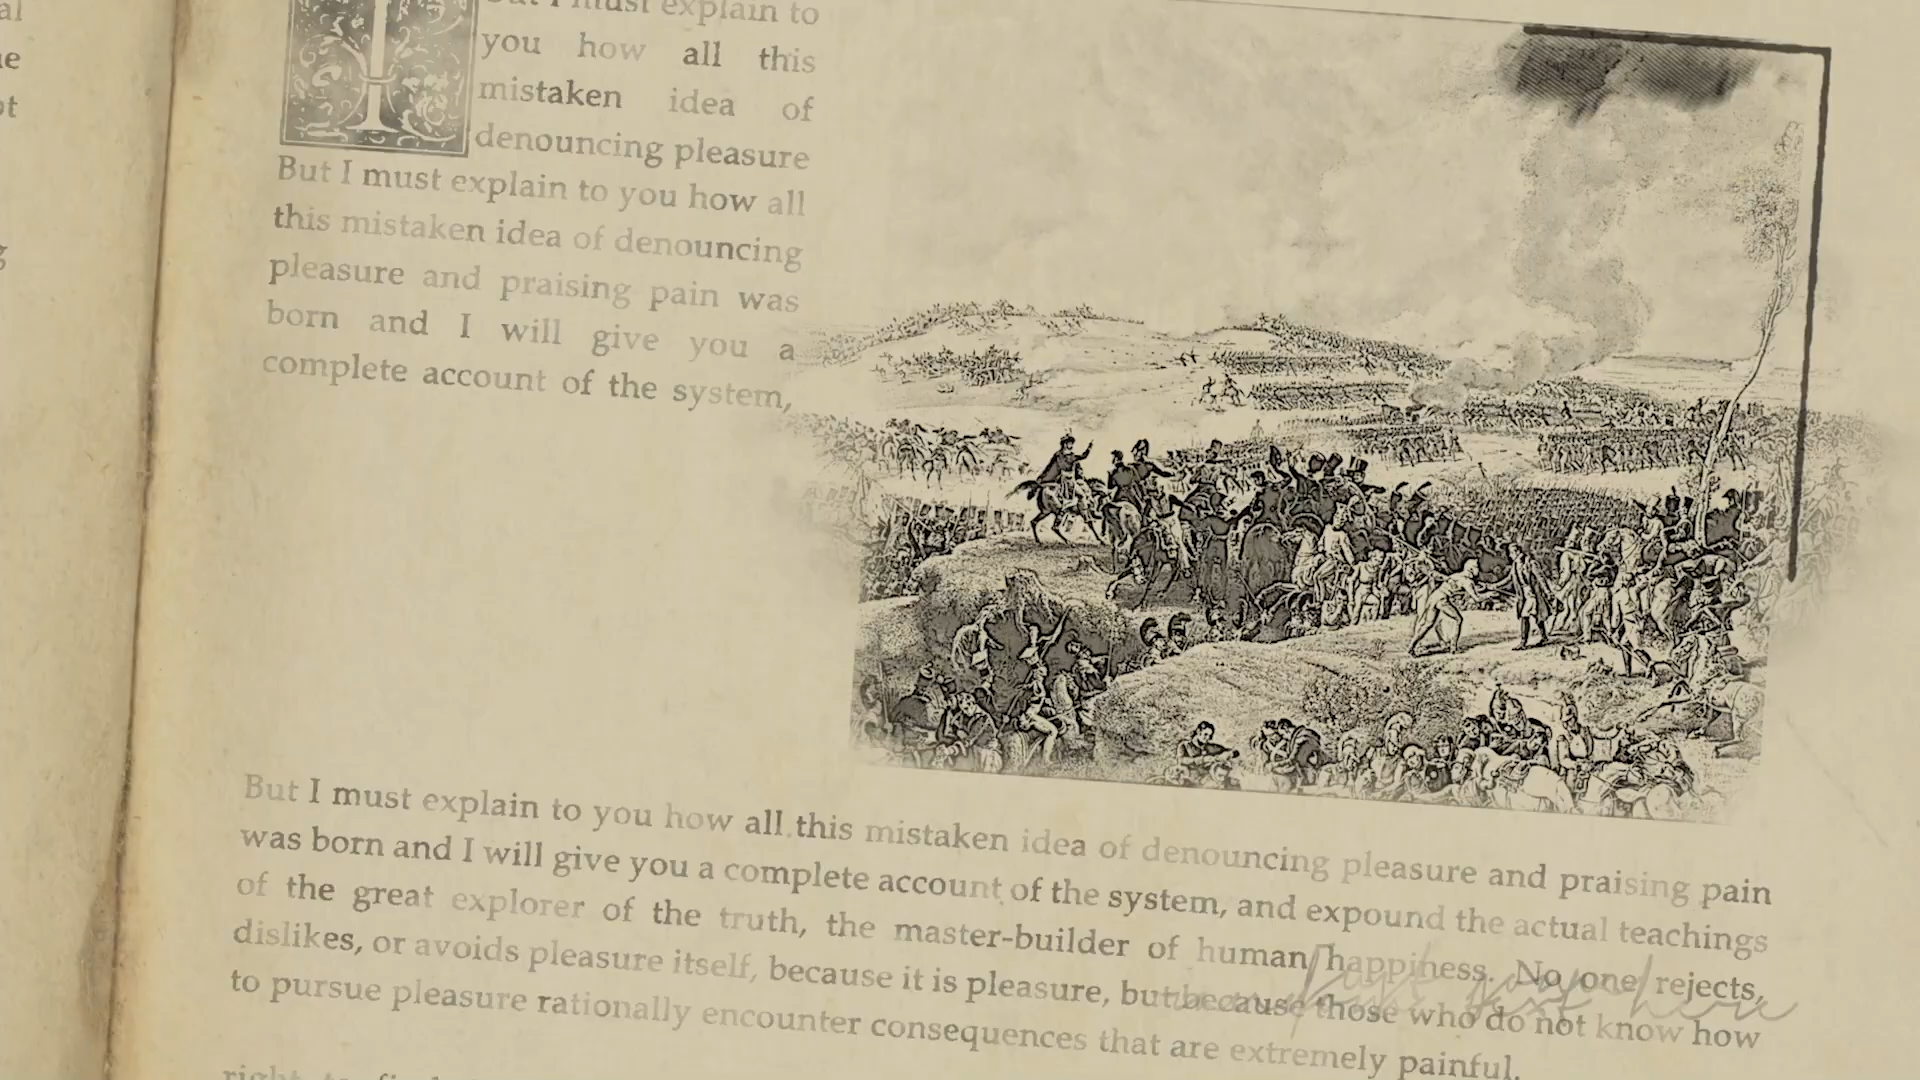 al
e
ot
g
I
But I must explain to
you how all this
mistaken idea of
denouncing pleasure
But I must explain to you how all
this mistaken idea of denouncing
pleasure and praising pain was
born and I will give you a
complete account of the system,
But I must explain to you how all this mistaken idea of denouncing pleasure and praising pain
was born and I will give you a complete account of the system, and expound the actual teachings
of the great explorer of the truth, the master-builder of human happiness. No one rejects,
dislikes, or avoids pleasure itself, because it is pleasure, but because those who do not know how
to pursue pleasure rationally encounter consequences that are extremely painful.
right to